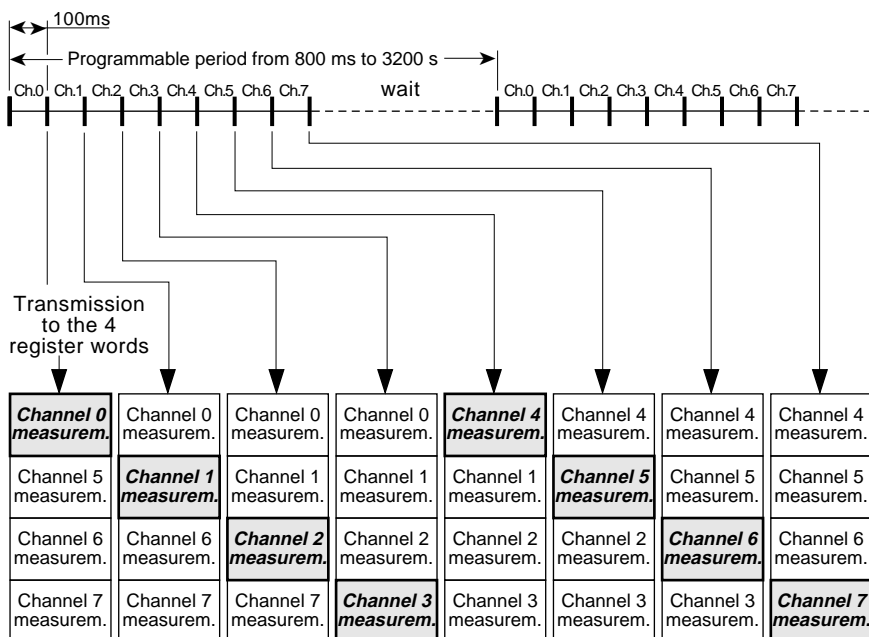 100ms
Programmable period from 800 ms to 3200 s
Ch.0 Ch.1 Ch.2 Ch.3 Ch.4 Ch.5 Ch.6 Ch.7 wait Ch.0 Ch.1 Ch.2 Ch.3 Ch.4 Ch.5 Ch.6 Ch.7
Transmission
to the 4
register words
Channel 0 Channel 0 Channel 0 Channel 0 Channel 4 Channel 4 Channel 4 Channel 4
measurem. measurem. measurem. measurem. measurem. measurem. measurem. measurem.
Channel 5 Channel 1 Channel 1 Channel 1 Channel 1 Channel 5 Channel 5 Channel 5
measurem. measurem. measurem. measurem. measurem. measurem. measurem. measurem.
Channel 6 Channel 6 Channel 2 Channel 2 Channel 2 Channel 2 Channel 6 Channel 6
measurem. measurem. measurem. measurem. measurem. measurem. measurem. measurem.
Channel 7 Channel 7 Channel 7 Channel 3 Channel 3 Channel 3 Channel 3 Channel 7
measurem. measurem. measurem. measurem. measurem. measurem. measurem. measurem.